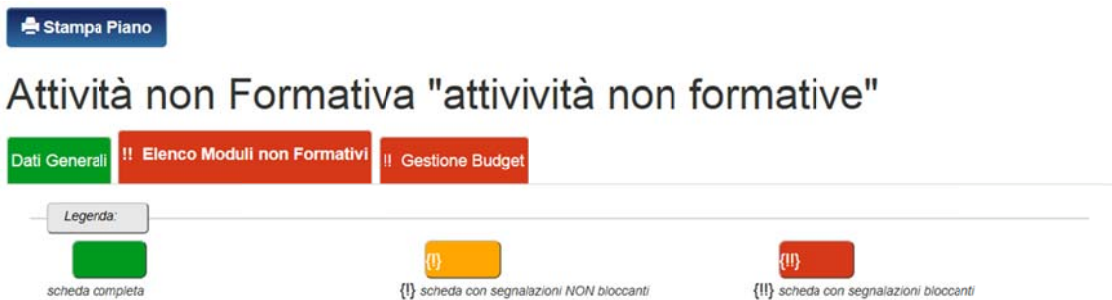 Stampa Piano
Attività non Formativa "attivività non formative"
Dati Generali !! Elenco Moduli non Formativi !! Gestione Budget
Legenda:
{!} {!!}
scheda completa {!} scheda con segnalazioni NON bloccanti {!!} scheda con segnalazioni bloccanti